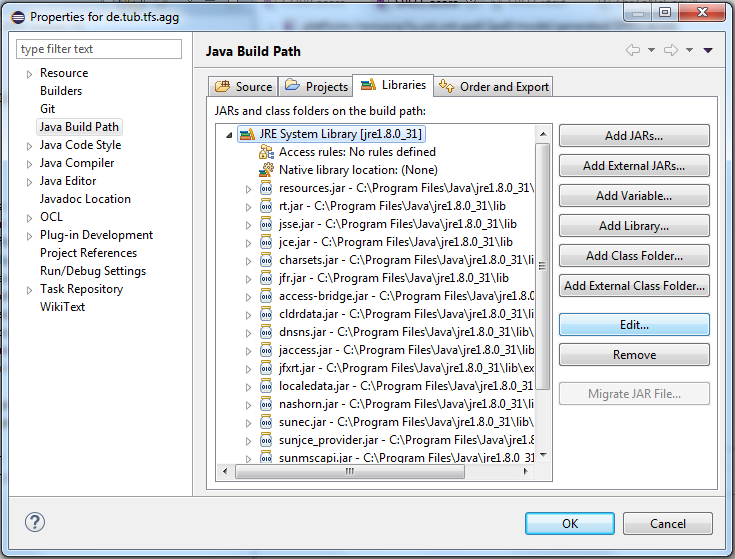 Properties for de.tub.tfs.agg
type filter text
Resource
Builders
Git
Java Build Path
Java Code Style
Java Compiler
Java Editor
Javadoc Location
OCL
Plug-in Development
Project References
Run/Debug Settings
Task Repository
WikiText
Java Build Path
Source
Projects
Libraries
Order and Export
JARs and class folders on the build path:
JRE System Library [jre1.8.0_31]
Access rules: No rules defined
Native library location: (None)
resources.jar - C:\Program Files\Java\jre1.8.0_31\
rt.jar - C:\Program Files\Java\jre1.8.0_31\lib
jsse.jar - C:\Program Files\Java\jre1.8.0_31\lib
jce.jar - C:\Program Files\Java\jre1.8.0_31\lib
charsets.jar - C:\Program Files\Java\jre1.8.0_31\l
jfr.jar - C:\Program Files\Java\jre1.8.0_31\lib
access-bridge.jar - C:\Program Files\Java\jre1.8.0
cldrdata.jar - C:\Program Files\Java\jre1.8.0_31\l
dnsns.jar - C:\Program Files\Java\jre1.8.0_31\lib\
jaccess.jar - C:\Program Files\Java\jre1.8.0_31\lib
jfxrt.jar - C:\Program Files\Java\jre1.8.0_31\lib\ex
localedata.jar - C:\Program Files\Java\jre1.8.0_31
nashorn.jar - C:\Program Files\Java\jre1.8.0_31\lib
sunec.jar - C:\Program Files\Java\jre1.8.0_31\lib\
sunjce_provider.jar - C:\Program Files\Java\jre1.8
sunmscapi.jar - C:\Program Files\Java\jre1.8.0_31
Add JARs...
Add External JARs...
Add Variable...
Add Library...
Add Class Folder...
Add External Class Folder...
Edit...
Remove
Migrate JAR File...
OK
Cancel